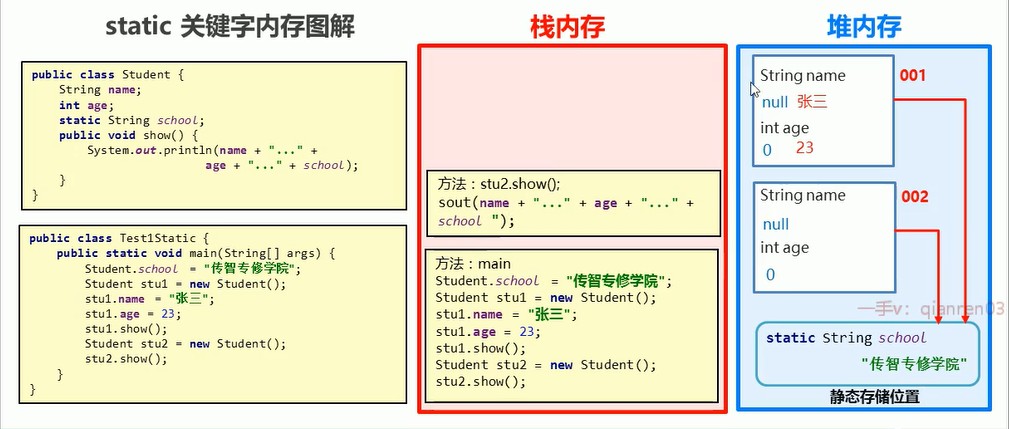 static 关键字内存图解
public class Student {
String name;
int age;
static String school;
public void show() {
System.out.println(name + "..." +
age + "..." + school);
}
}
public class Test1Static {
public static void main(String[] args) {
Student.school = "传智专修学院";
Student stu1 = new Student();
stu1.name = "张三";
stu1.age = 23;
stu1.show();
Student stu2 = new Student();
stu2.show();
}
}
栈内存
方法：stu2.show();
sout(name + "..." + age + "..." +
school ");
方法：main
Student.school = "传智专修学院";
Student stu1 = new Student();
stu1.name = "张三";
stu1.age = 23;
stu1.show();
Student stu2 = new Student();
stu2.show();
堆内存
String name 001
null 张三
int age
0 23
String name 002
null
int age
0
一手v：qianren03
static String school
"传智专修学院"
静态存储位置